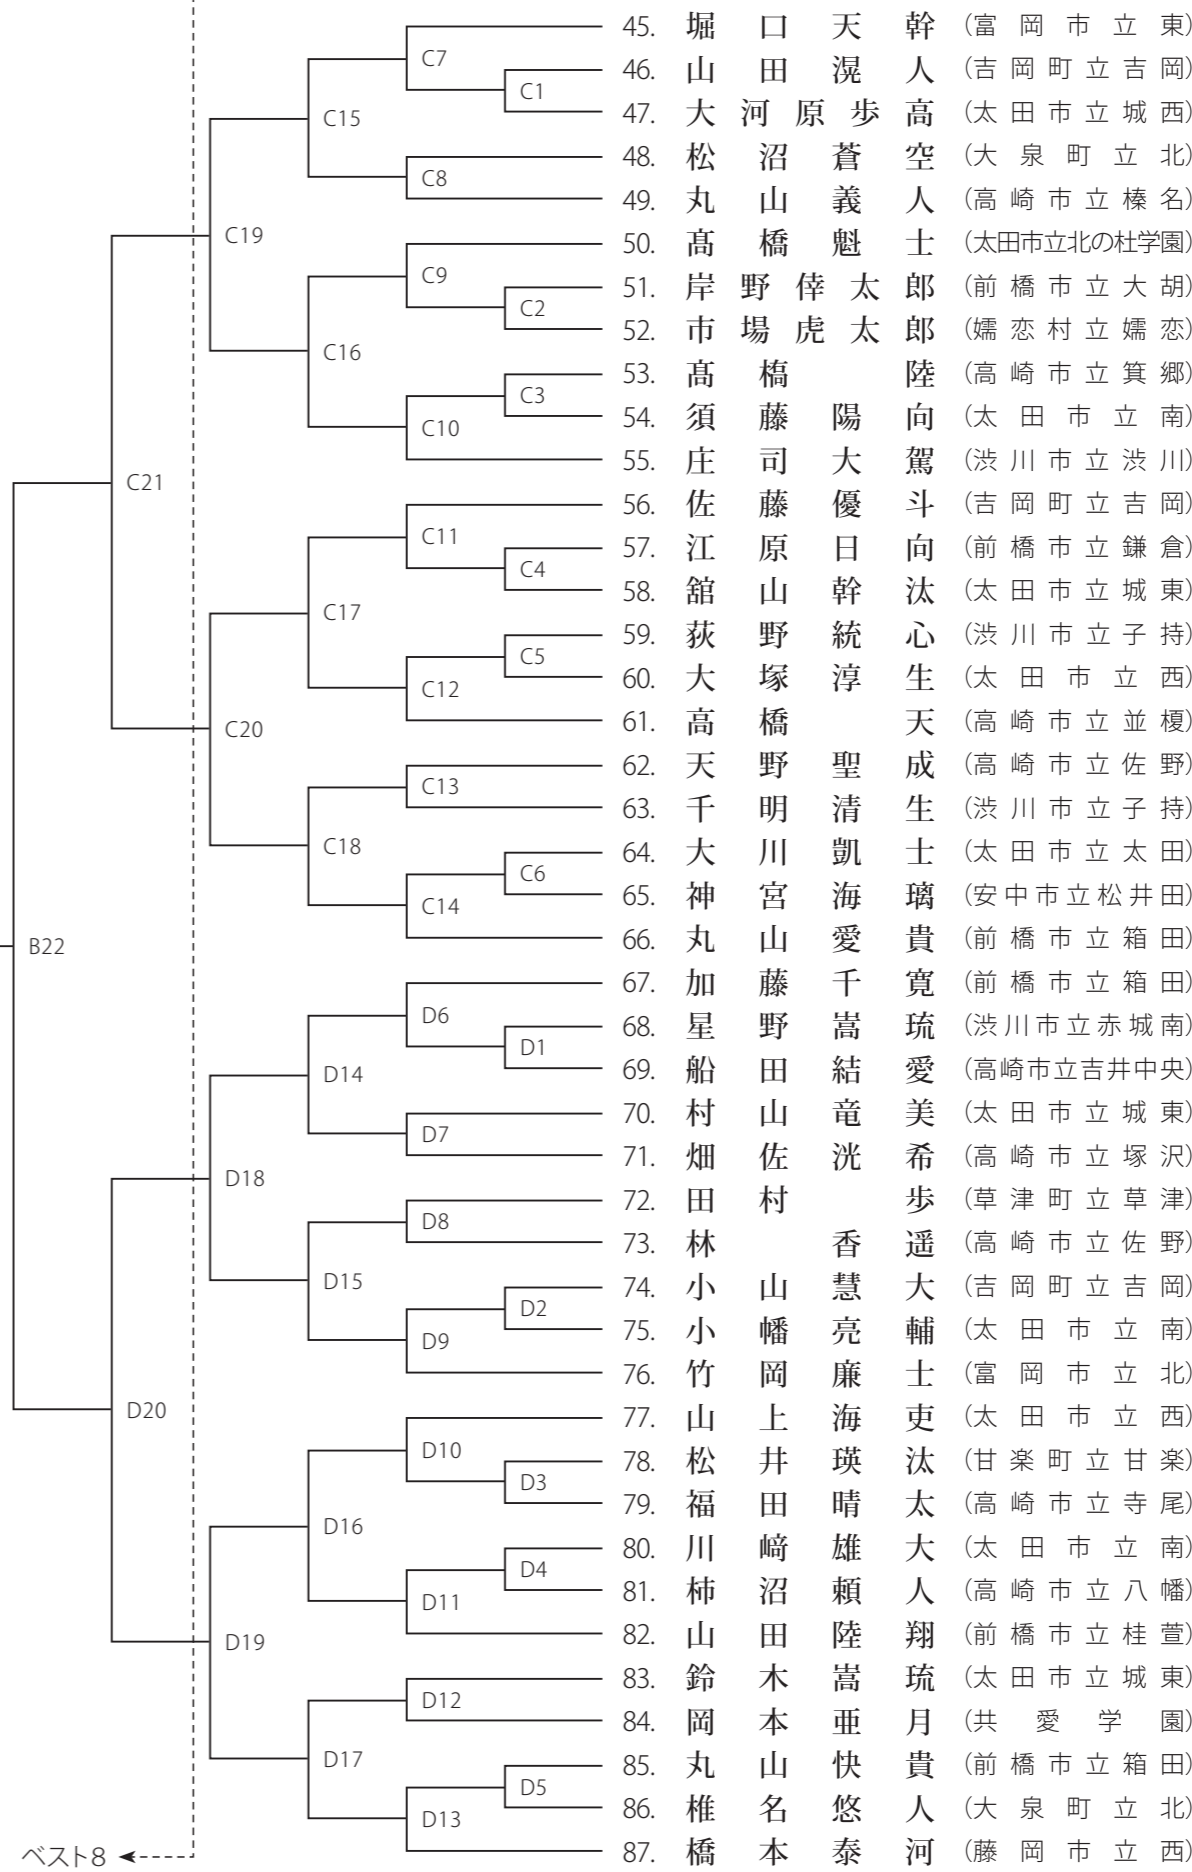 45. 堀口天幹 (富岡市立東)
46. 山田滉人 (吉岡町立吉岡)
47. 大河原歩高 (太田市立城西)
48. 松沼蒼空 (大泉町立北)
49. 丸山義人 (高崎市立榛名)
50. 髙橋魁士 (太田市立北の杜学園)
51. 岸野倖太郎 (前橋市立大胡)
52. 市場虎太郎 (嬬恋村立嬬恋)
53. 髙橋陸 (高崎市立箕郷)
54. 須藤陽向 (太田市立南)
55. 庄司大駕 (渋川市立渋川)
56. 佐藤優斗 (吉岡町立吉岡)
57. 江原日向 (前橋市立鎌倉)
58. 舘山幹汰 (太田市立城東)
59. 荻野統心 (渋川市立子持)
60. 大塚淳生 (太田市立西)
61. 高橋天 (高崎市立並榎)
62. 天野聖成 (高崎市立佐野)
63. 千明清生 (渋川市立子持)
64. 大川凱士 (太田市立太田)
65. 神宮海璃 (安中市立松井田)
66. 丸山愛貴 (前橋市立箱田)
67. 加藤千寛 (前橋市立箱田)
68. 星野嵩琉 (渋川市立赤城南)
69. 船田結愛 (高崎市立吉井中央)
70. 村山竜美 (太田市立城東)
71. 畑佐洸希 (高崎市立塚沢)
72. 田村歩 (草津町立草津)
73. 林香遥 (高崎市立佐野)
74. 小山慧大 (吉岡町立吉岡)
75. 小幡亮輔 (太田市立南)
76. 竹岡廉士 (富岡市立北)
77. 山上海吏 (太田市立西)
78. 松井瑛汰 (甘楽町立甘楽)
79. 福田晴太 (高崎市立寺尾)
80. 川﨑雄大 (太田市立南)
81. 柿沼頼人 (高崎市立八幡)
82. 山田陸翔 (前橋市立桂萱)
83. 鈴木嵩琉 (太田市立城東)
84. 岡本亜月 (共愛学園)
85. 丸山快貴 (前橋市立箱田)
86. 椎名悠人 (大泉町立北)
87. 橋本泰河 (藤岡市立西)
C7
C1
C15
C8
C19
C9
C2
C16
C3
C10
C21
C11
C4
C17
C5
C12
C20
C13
C18
C6
C14
B22
D6
D1
D14
D7
D18
D8
D15
D2
D9
D20
D10
D3
D16
D4
D11
D19
D12
D17
D5
D13
ベスト8